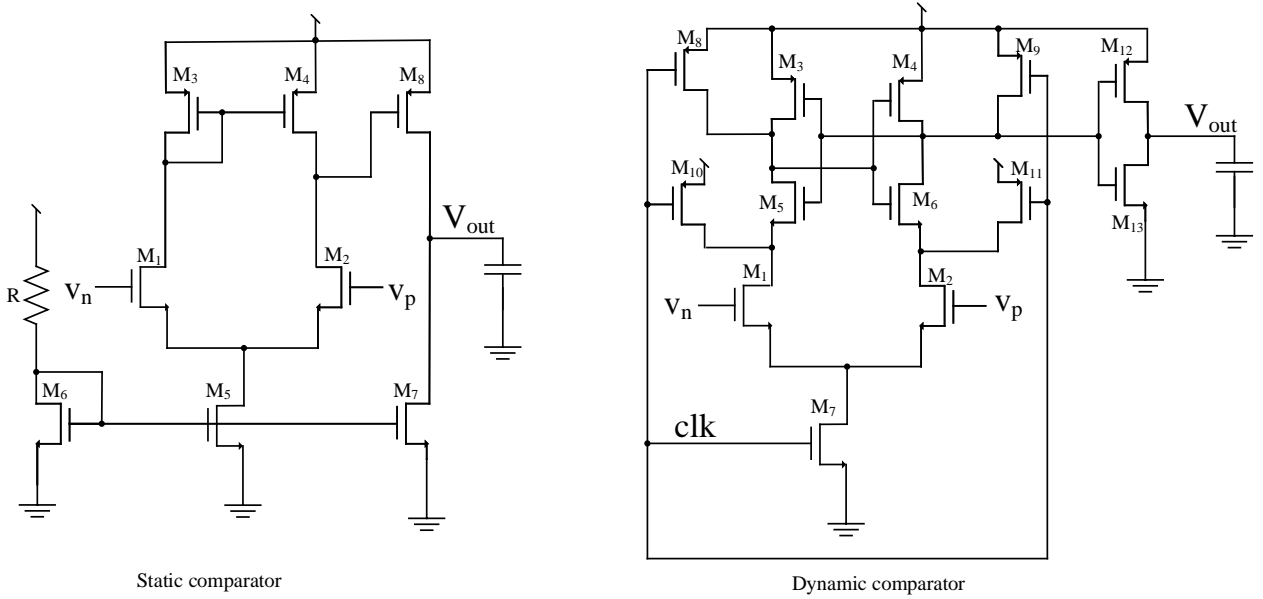 M3
M4
M8
Vout
M1
M2
R
vn
vp
M6
M5
M7
Static comparator
M8
M3
M4
M9
M12
Vout
M10
M11
M5
M6
M13
M1
M2
vn
vp
M7
clk
Dynamic comparator